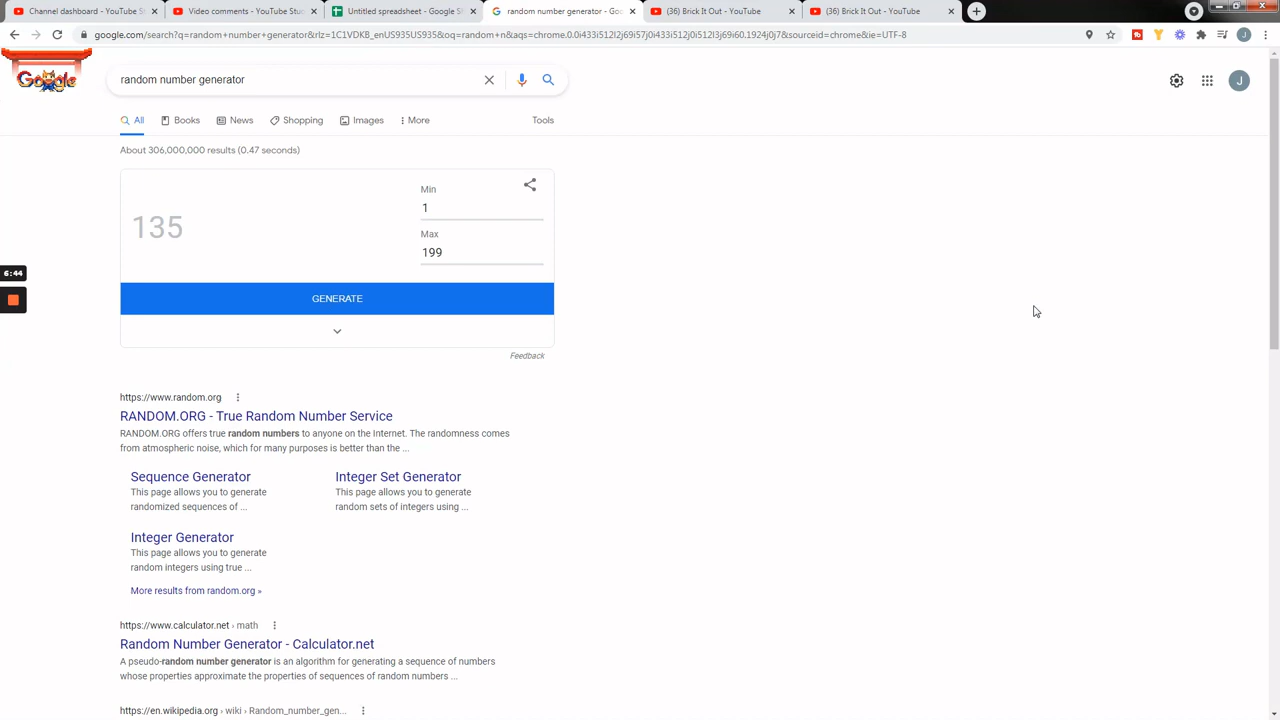 Channel dashboard - YouTube S
Video comments - YouTube Stu
Untitled spreadsheet - Google S
random number generator - Goo
(36) Brick It Out - YouTube
(36) Brick It Out - YouTube
google.com/search?q=random+number+generator&rlz=1C1VDKB_enUS935US935&oq=random+n&aqs=chrome.0.0i433i512l2j69i57j0i433i512j0i512l3j69i60.1924j0j7&sourceid=chrome&ie=UTF-8
J
Google
random number generator
J
All
Books
News
Shopping
Images
More
Tools
About 306,000,000 results (0.47 seconds)
135
Min
1
Max
199
6:44
GENERATE
Feedback
https://www.random.org
RANDOM.ORG - True Random Number Service
RANDOM.ORG offers true random numbers to anyone on the Internet. The randomness comes
from atmospheric noise, which for many purposes is better than the ...
Sequence Generator
This page allows you to generate
randomized sequences of ...
Integer Set Generator
This page allows you to generate
random sets of integers using ...
Integer Generator
This page allows you to generate
random integers using true ...
More results from random.org »
https://www.calculator.net › math
Random Number Generator - Calculator.net
A pseudo-random number generator is an algorithm for generating a sequence of numbers
whose properties approximate the properties of sequences of random numbers ...
https://en.wikipedia.org › wiki › Random_number_gen...